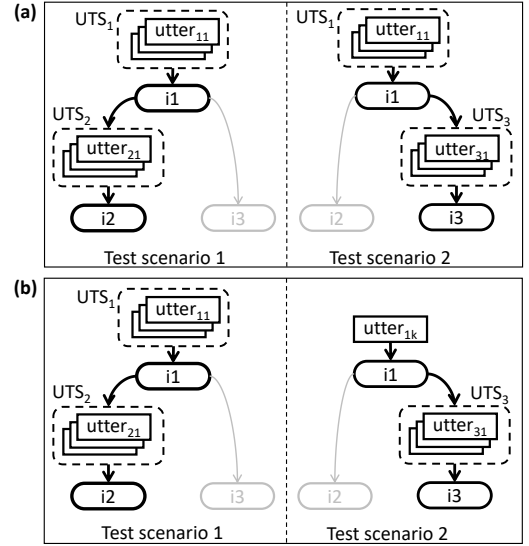 (a)
UTS1 utter11
i1
UTS2
utter21
i2
i3
Test scenario 1
UTS1 utter11
i1
UTS3
utter31
i2
i3
Test scenario 2
(b)
UTS1 utter11
i1
UTS2
utter21
i2
i3
Test scenario 1
utter1k
i1
UTS3
utter31
i2
i3
Test scenario 2